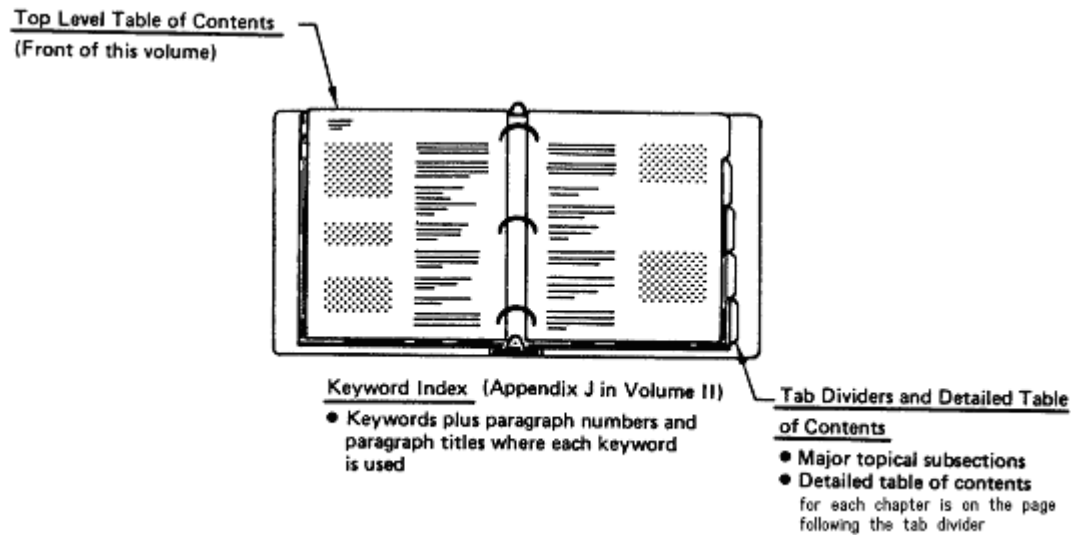 Top Level Table of Contents
(Front of this volume)
Keyword Index (Appendix J in Volume II)
● Keywords plus paragraph numbers and
paragraph titles where each keyword
is used
Tab Dividers and Detailed Table
of Contents
● Major topical subsections
● Detailed table of contents
for each chapter is on the page
following the tab divider